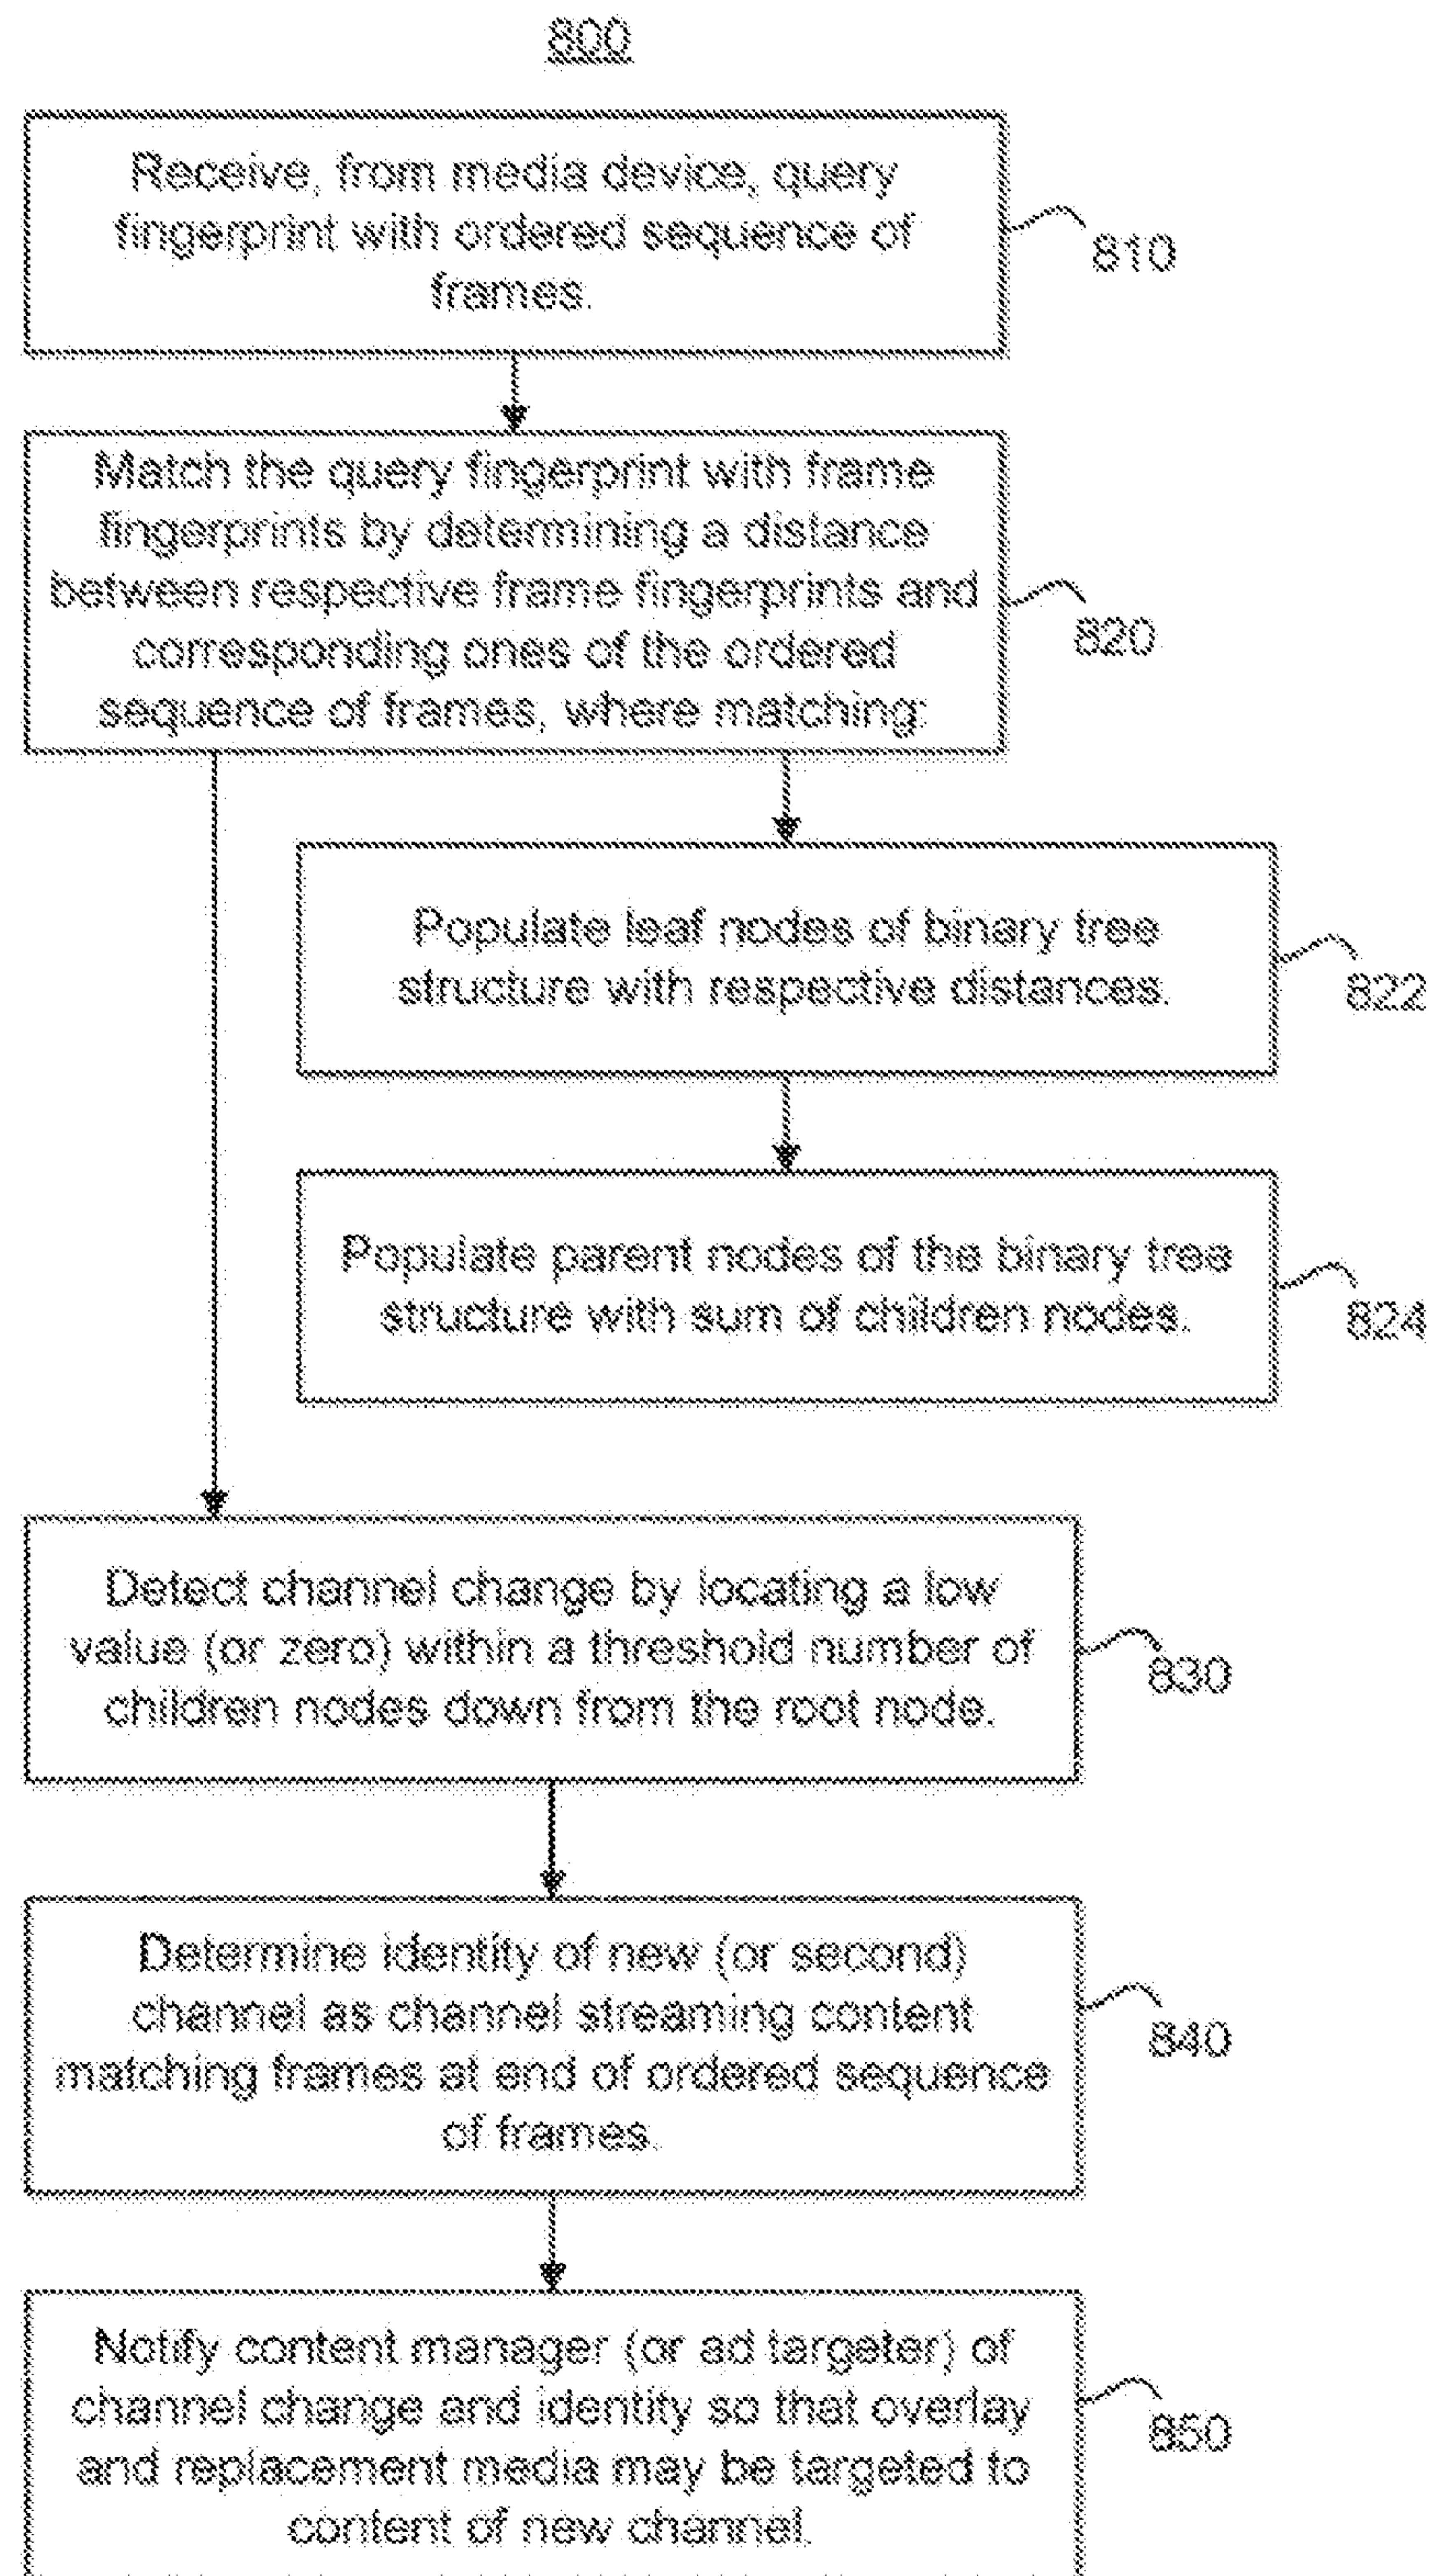 800
Receive, from media device, query
fingerprint with ordered sequence of
frames.
810
Match the query fingerprint with frame
fingerprints by determining a distance
between respective frame fingerprints and
corresponding ones of the ordered
sequence of frames, where matching:
820
Populate leaf nodes of binary tree
structure with respective distances.
822
Populate parent nodes of the binary tree
structure with sum of children nodes.
824
Detect channel change by locating a low
value (or zero) within a threshold number of
children nodes down from the root node.
830
Determine identity of new (or second)
channel as channel streaming content
matching frames at end of ordered sequence
of frames.
840
Notify content manager (or ad targeter) of
channel change and identity so that overlay
and replacement media may be targeted to
content of new channel.
850